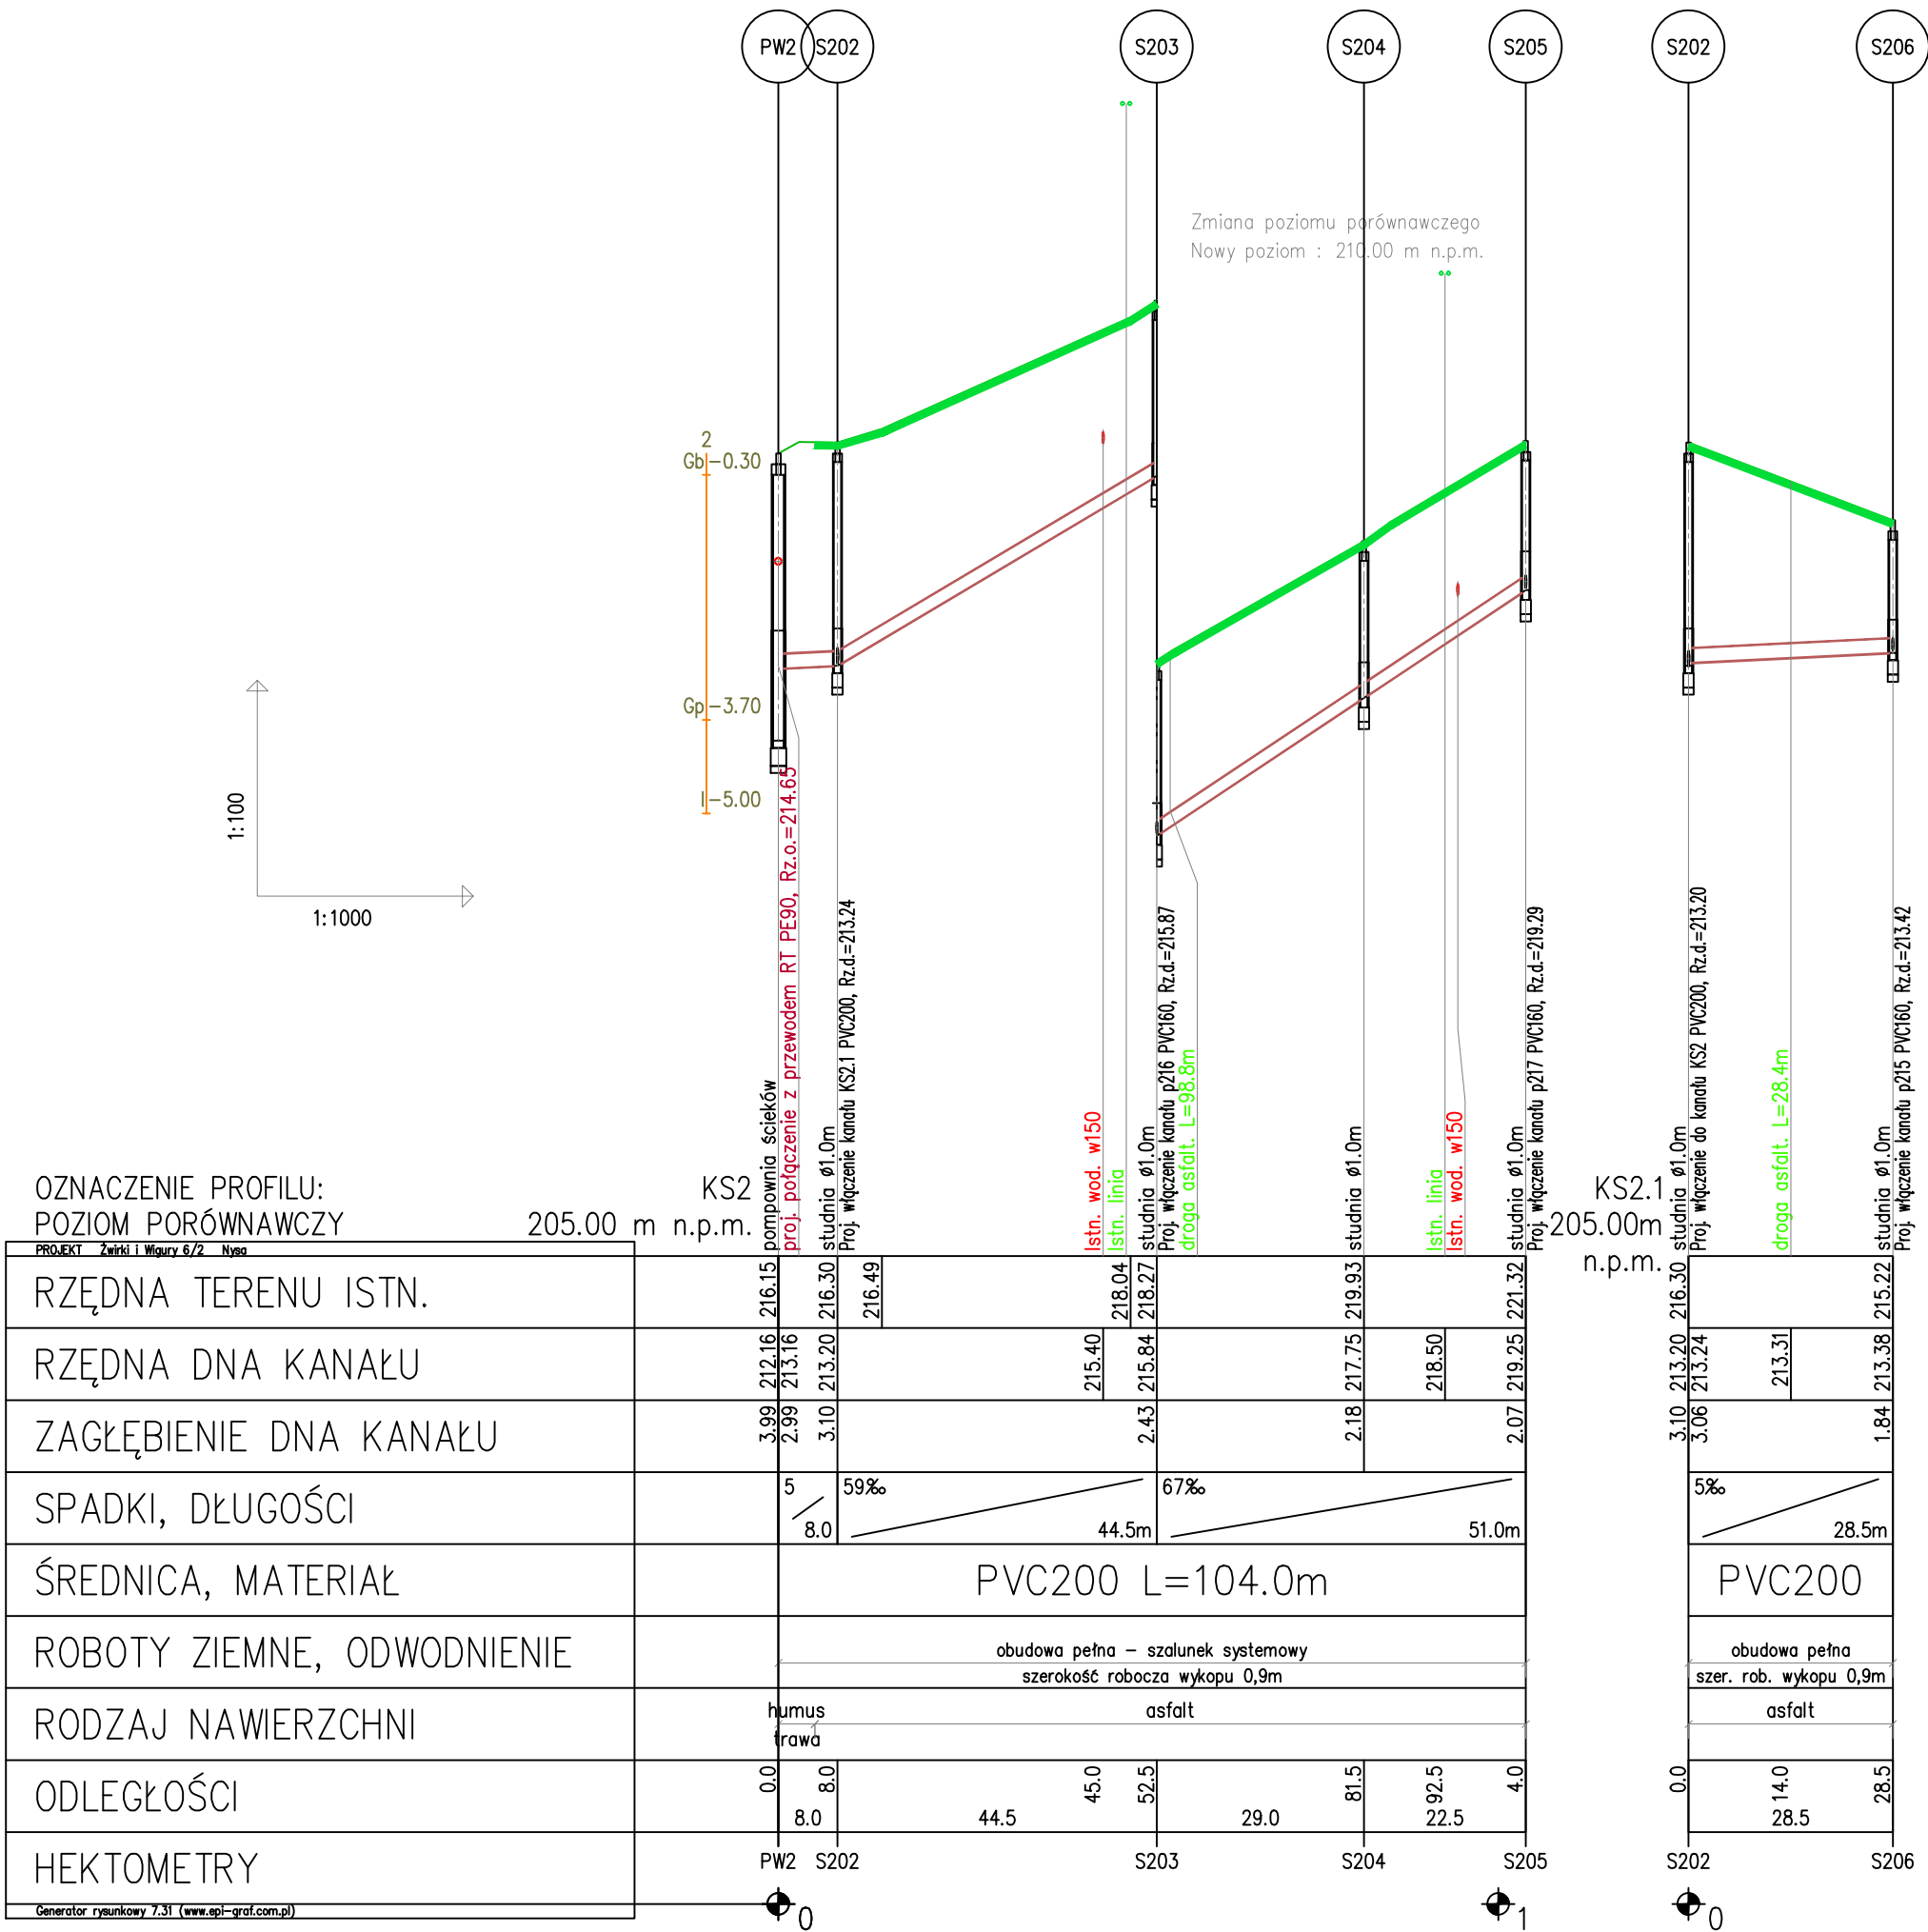 PW2 S202 S203 S204 S205 S202 S206
Zmiana poziomu porównawczego
Nowy poziom : 210.00 m n.p.m.
2
Gb -0.30
Gp -3.70
I -5.00
1:100
1:1000
pompownia ścieków
proj. połączenie z przewodem RT PE90, Rz.o.=214.65
studnia ø1.0m
Proj. włączenie kanału KS2.1 PVC200, Rz.d.=213.24
Istn. wod. w150
Istn. linia
studnia ø1.0m
Proj. włączenie kanału p216 PVC160, Rz.d.=215.87
droga asfalt. L=98.8m
studnia ø1.0m
Istn. linia
Istn. wod. w150
studnia ø1.0m
Proj. włączenie kanału p217 PVC160, Rz.d.=219.29
studnia ø1.0m
Proj. włączenie do kanału KS2 PVC200, Rz.d.=213.20
droga asfalt. L=28.4m
studnia ø1.0m
Proj. włączenie kanału p215 PVC160, Rz.d.=213.42
OZNACZENIE PROFILU: KS2 KS2.1
POZIOM PORÓWNAWCZY 205.00 m n.p.m. 205.00m
n.p.m.
PROJEKT Żwirki i Wigury 6/2 Nysa
RZĘDNA TERENU ISTN. 216.15 216.30 216.49 218.04 218.27 219.93 221.32 216.30 215.22
RZĘDNA DNA KANAŁU 212.16 213.16 213.20 215.40 215.84 217.75 218.50 219.25 213.20 213.24 213.31 213.38
ZAGŁĘBIENIE DNA KANAŁU 3.99 2.99 3.10 2.43 2.18 2.07 3.10 3.06 1.84
SPADKI, DŁUGOŚCI
5 59‰ 67‰ 5‰
8.0 44.5m 51.0m 28.5m
ŚREDNICA, MATERIAŁ PVC200 L=104.0m PVC200
ROBOTY ZIEMNE, ODWODNIENIE
obudowa pełna – szalunek systemowy obudowa pełna
szerokość robocza wykopu 0,9m szer. rob. wykopu 0,9m
RODZAJ NAWIERZCHNI
humus asfalt asfalt
trawa
ODLEGŁOŚCI
0.0 8.0 45.0 52.5 81.5 92.5 4.0 0.0 14.0 28.5
8.0 44.5 29.0 22.5 28.5
HEKTOMETRY PW2 S202 S203 S204 S205 S202 S206
0 1 0
Generator rysunkowy 7.31 (www.epi-graf.com.pl)